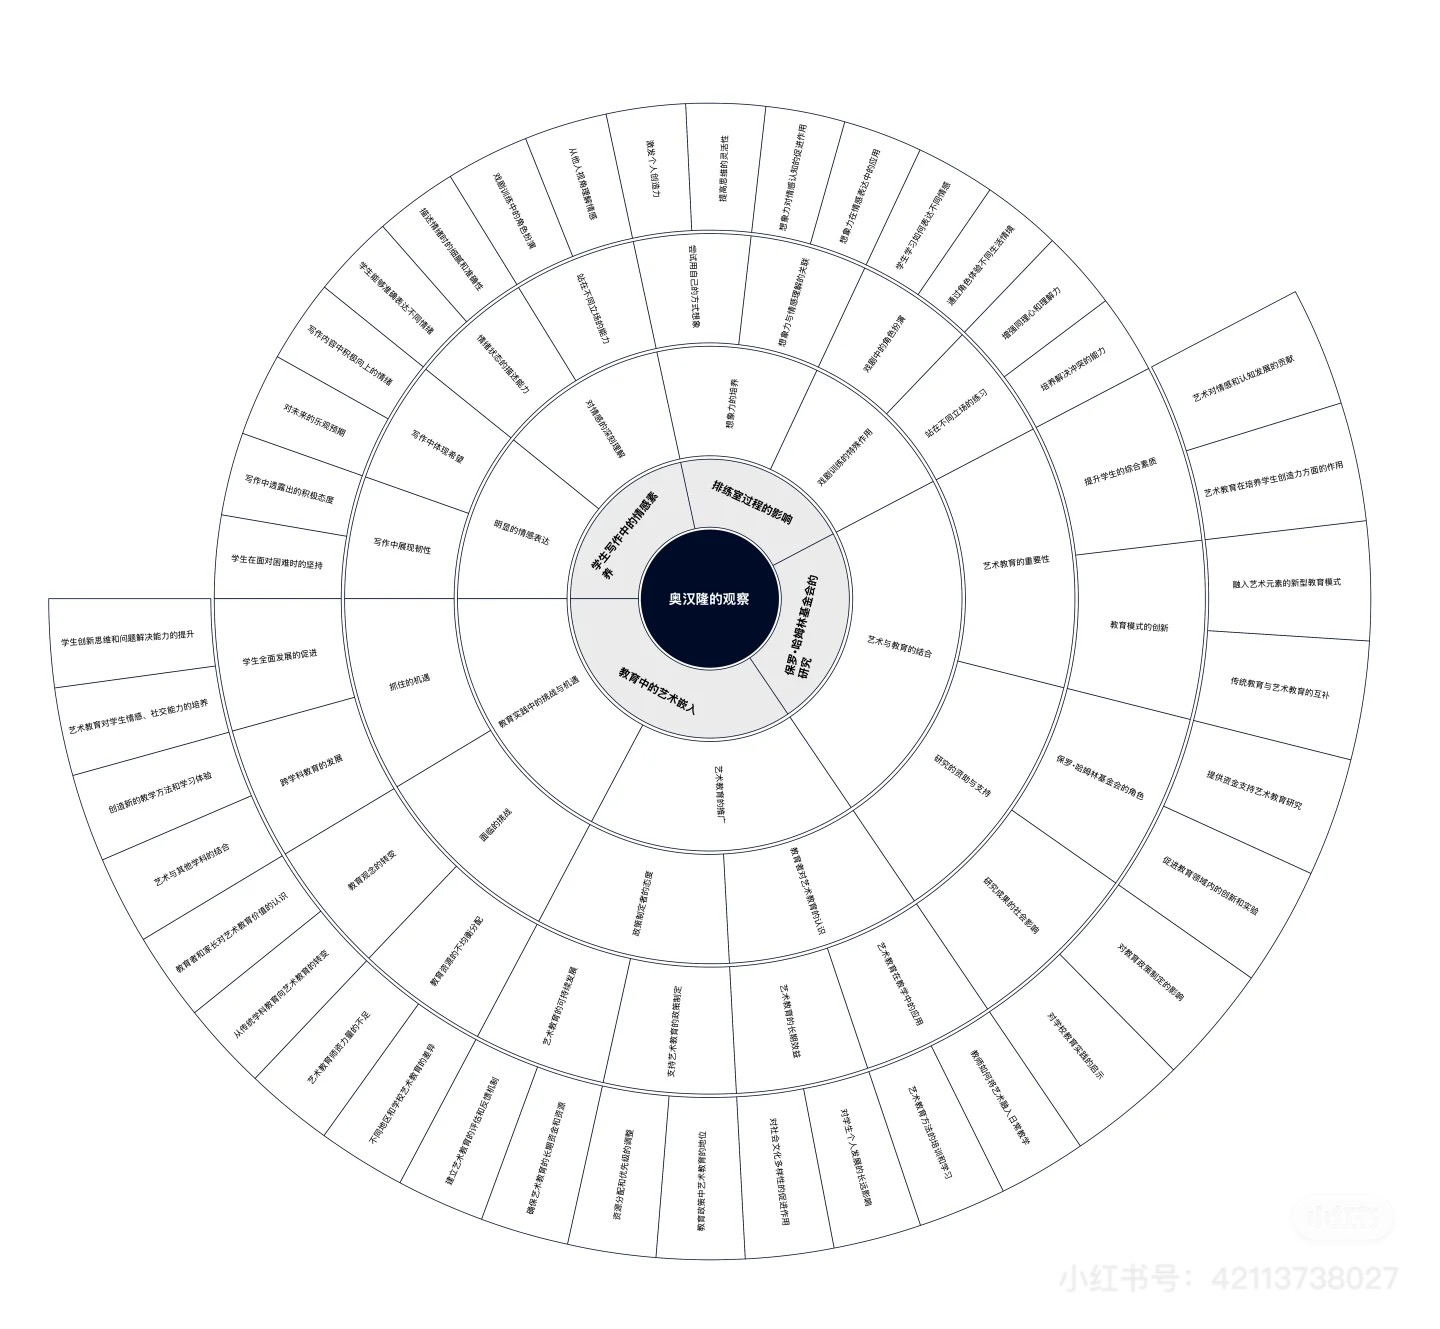 奥汉隆的观察
学生写作中的情感素
养
明显的情感表达
写作中展现韧性
学生在面对困难时的坚持
写作中透露出的积极态度
写作中体现希望
对未来的乐观预期
写作内容中积极向上的情绪
对情感的深刻理解
情绪状态的描述能力
学生能够准确表达不同情绪
描述情绪时的细腻和准确性
站在不同立场的能力
戏剧训练中的角色扮演
从他人视角理解情感
排练室过程的影响
想象力的培养
尝试用自己的方式想象
激发个人创造力
提高思维的灵活性
想象力与情感理解的关联
想象力对情感认知的促进作用
想象力在情感表达中的应用
戏剧训练的特殊作用
戏剧中的角色扮演
学生学习如何表达不同情感
通过角色体验不同生活情境
站在不同立场的练习
增强同理心和理解力
培养解决冲突的能力
保罗·哈姆林基金会的
研究
艺术与教育的结合
艺术教育的重要性
提升学生的综合素质
艺术对情感和认知发展的贡献
艺术教育在培养学生创造力方面的作用
教育模式的创新
融入艺术元素的新型教育模式
传统教育与艺术教育的互补
研究的资助与支持
保罗·哈姆林基金会的角色
提供资金支持艺术教育研究
促进教育领域内的创新和实验
研究成果的社会影响
对教育政策制定的影响
对学校教育实践的启示
教育中的艺术嵌入
艺术教育的推广
教育者对艺术教育的认识
艺术教育在教学中的应用
教师如何将艺术融入日常教学
艺术教育方法的培训和学习
艺术教育的长期效益
对学生个人发展的长远影响
对社会文化多样性的促进作用
政策制定者的态度
支持艺术教育的政策制定
教育政策中艺术教育的地位
资源分配和优先级的调整
艺术教育的可持续发展
确保艺术教育的长期资金和资源
建立艺术教育的评估和反馈机制
教育实践中的挑战与机遇
面临的挑战
教育资源的不均衡分配
不同地区和学校艺术教育的差异
艺术教育师资力量的不足
教育观念的转变
从传统学科教育向艺术教育的转变
教育者和家长对艺术教育价值的认识
抓住的机遇
跨学科教育的发展
艺术与其他学科的结合
创造新的教学方法和学习体验
学生全面发展的促进
艺术教育对学生情感、社交能力的培养
学生创新思维和问题解决能力的提升
小红书
小红书号：42113738027